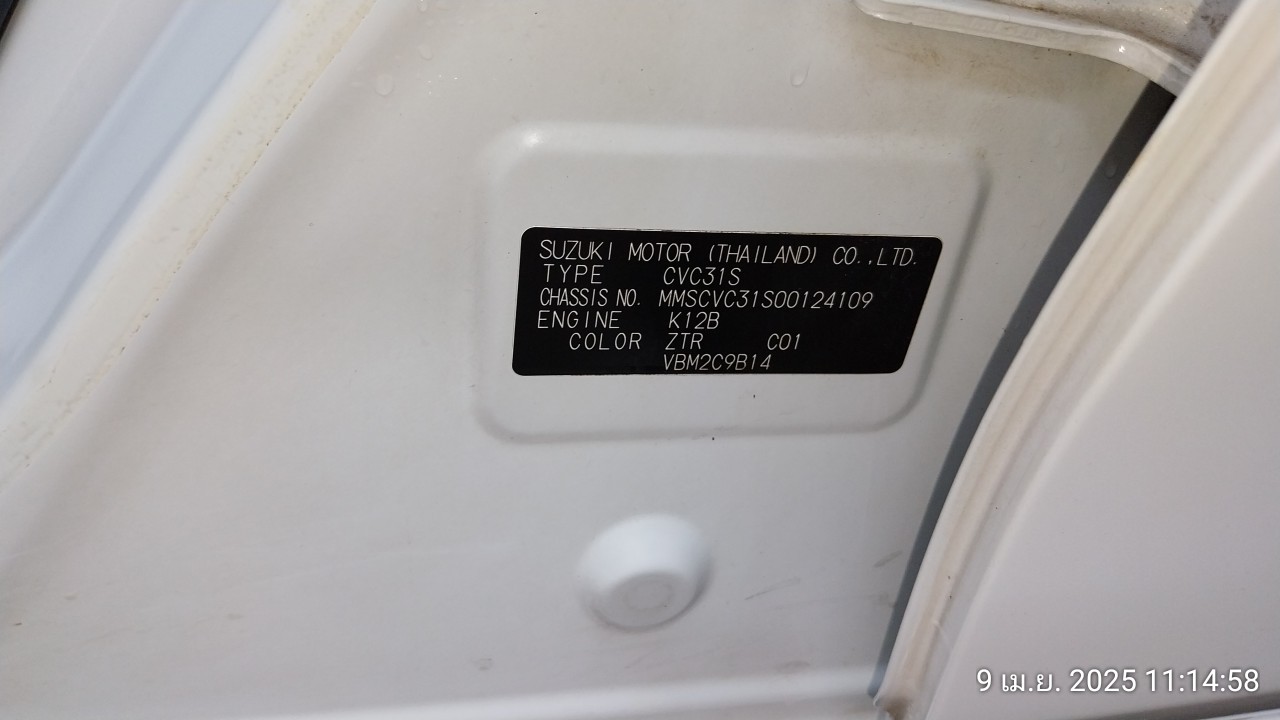 SUZUKI MOTOR (THAILAND) CO.,LTD.
TYPE CVC31S
CHASSIS NO. MMSCVC31S00124109
ENGINE K12B
COLOR ZTR C01
VBM2C9B14
9 เม.ย. 2025 11:14:58